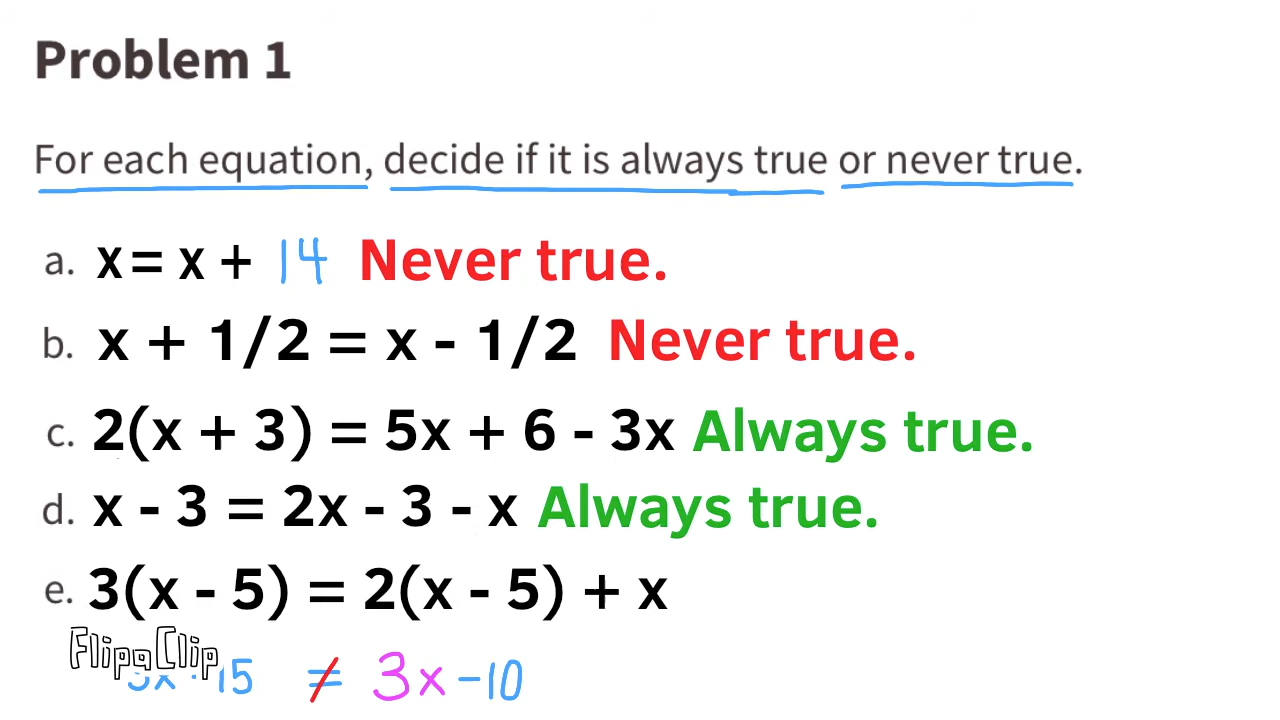 Problem 1
For each equation, decide if it is always true or never true.
a. x = x + 14 Never true.
b. x + 1/2 = x - 1/2 Never true.
c. 2(x + 3) = 5x + 6 - 3x Always true.
d. x - 3 = 2x - 3 - x Always true.
e. 3(x - 5) = 2(x - 5) + x
FlipaClip
3x - 15 ≠ 3x - 10